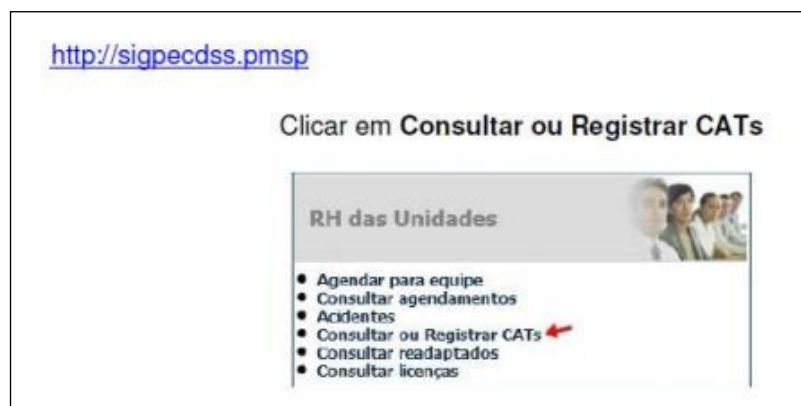 http://sigpecdss.pmsp
Clicar em Consultar ou Registrar CATs
RH das Unidades
• Agendar para equipe
• Consultar agendamentos
• Acidentes
• Consultar ou Registrar CATs
• Consultar readaptados
• Consultar licenças